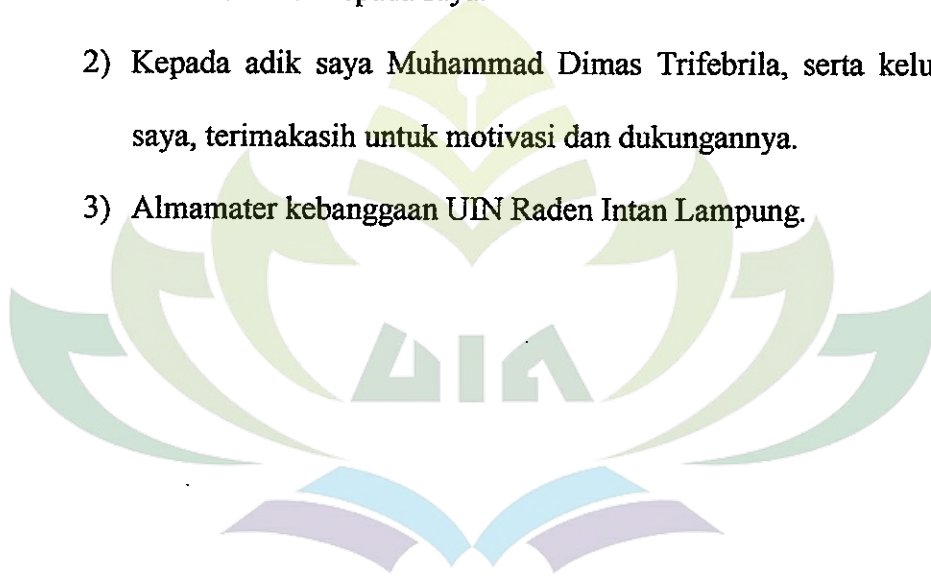 2) Kepada adik saya Muhammad Dimas Trifebrila, serta kelu
saya, terimakasih untuk motivasi dan dukungannya.
3) Almamater kebanggaan UIN Raden Intan Lampung.
UIN